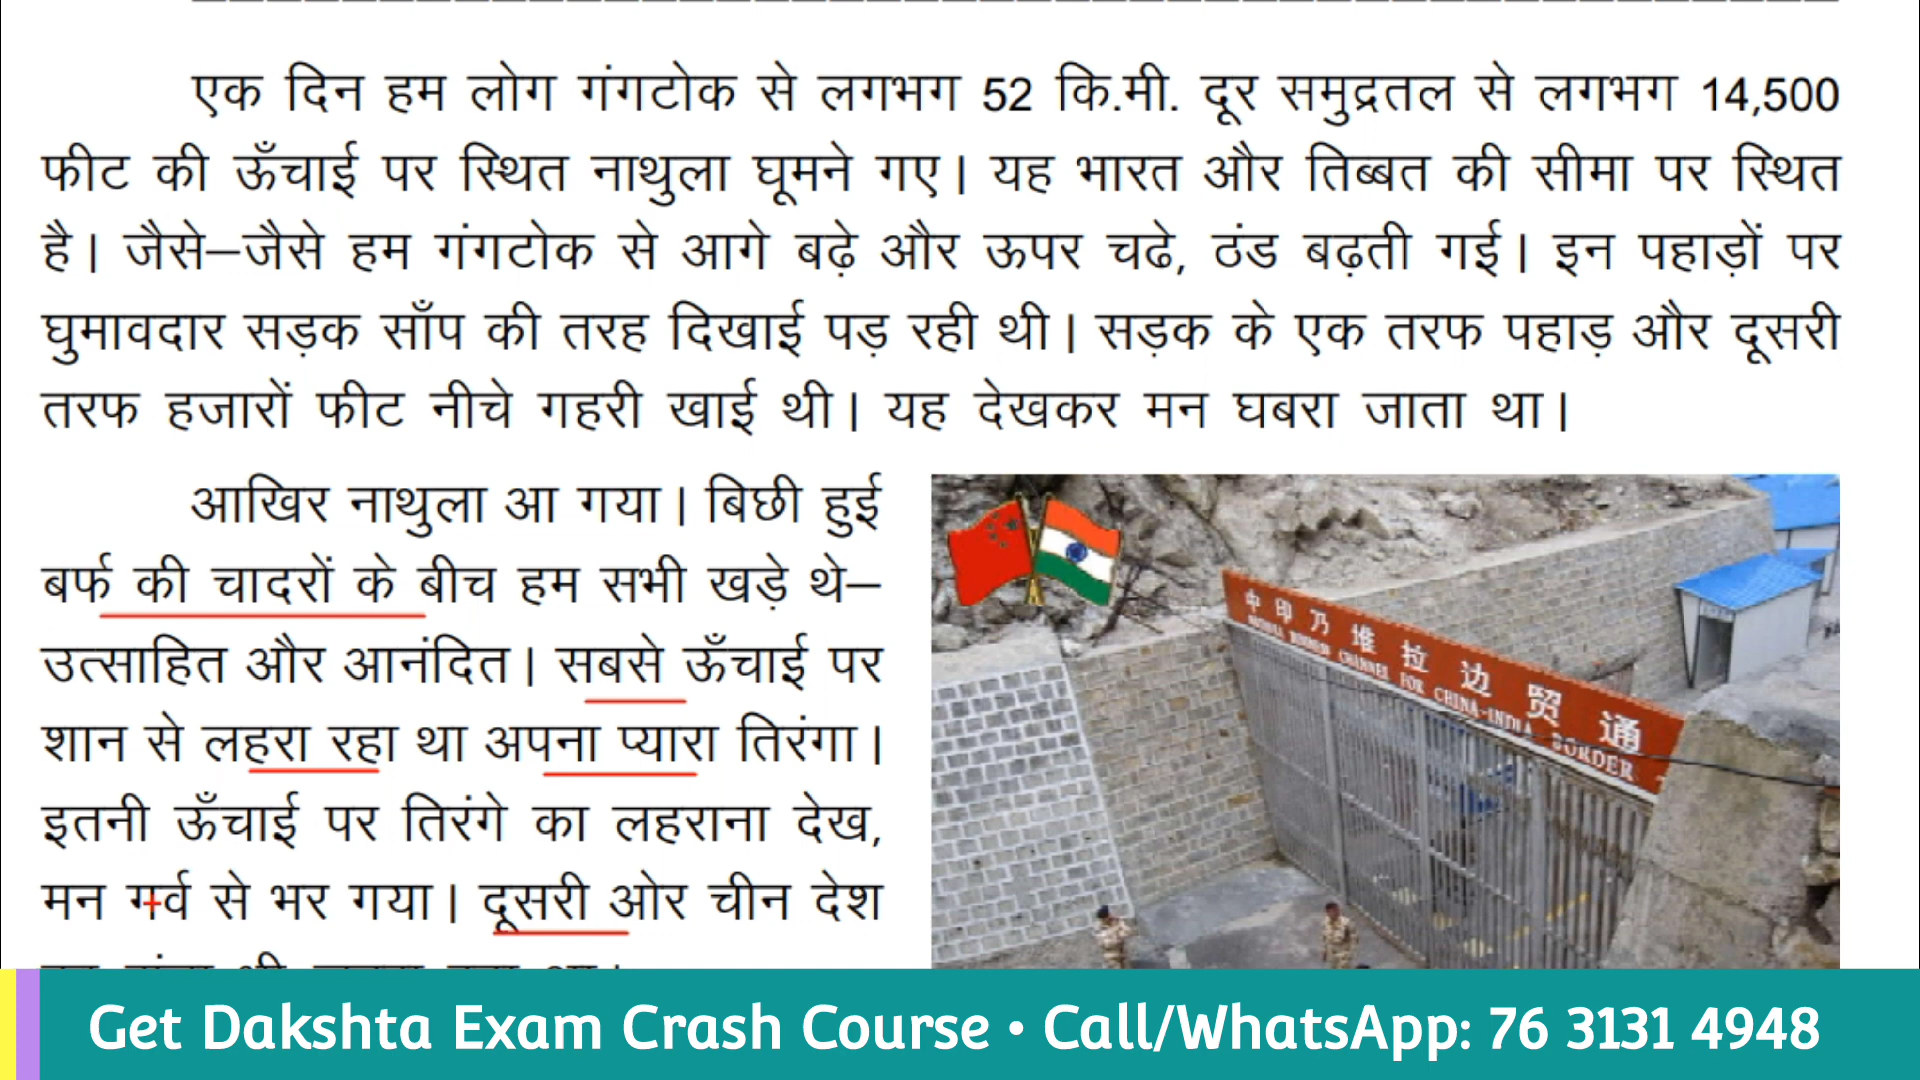 एक दिन हम लोग गंगटोक से लगभग 52 कि.मी. दूर समुद्रतल से लगभग 14,500
फीट की ऊँचाई पर स्थित नाथुला घूमने गए। यह भारत और तिब्बत की सीमा पर स्थित
है। जैसे–जैसे हम गंगटोक से आगे बढ़े और ऊपर चढे, ठंड बढ़ती गई। इन पहाड़ों पर
घुमावदार सड़क साँप की तरह दिखाई पड़ रही थी। सड़क के एक तरफ पहाड़ और दूसरी
तरफ हजारों फीट नीचे गहरी खाई थी। यह देखकर मन घबरा जाता था।
आखिर नाथुला आ गया। बिछी हुई
बर्फ की चादरों के बीच हम सभी खड़े थे–
उत्साहित और आनंदित। सबसे ऊँचाई पर
शान से लहरा रहा था अपना प्यारा तिरंगा।
इतनी ऊँचाई पर तिरंगे का लहराना देख,
मन गर्व से भर गया। दूसरी ओर चीन देश
中印乃堆拉边贸通
CHANNEL FOR CHINA-INDIA BORDER
Get Dakshta Exam Crash Course • Call/WhatsApp: 76 3131 4948